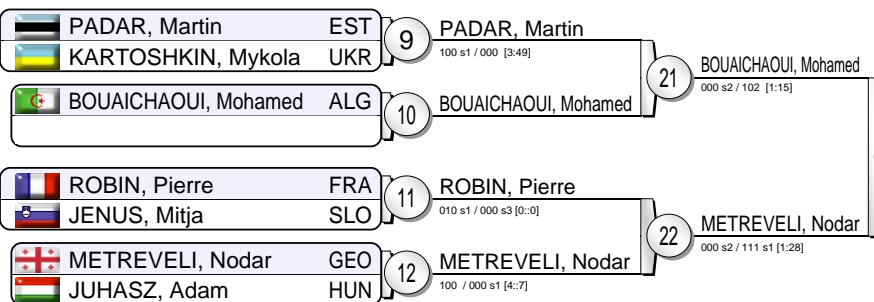 PADAR, Martin EST
KARTOSHKIN, Mykola UKR
9
PADAR, Martin
100 s1 / 000 [3:49]
BOUAICHAOUI, Mohamed ALG
10
BOUAICHAOUI, Mohamed
21
BOUAICHAOUI, Mohamed
000 s2 / 102 [1:15]
ROBIN, Pierre FRA
JENUS, Mitja SLO
11
ROBIN, Pierre
010 s1 / 000 s3 [0::0]
METREVELI, Nodar GEO
JUHASZ, Adam HUN
12
METREVELI, Nodar
100 / 000 s1 [4::7]
22
METREVELI, Nodar
000 s2 / 111 s1 [1:28]